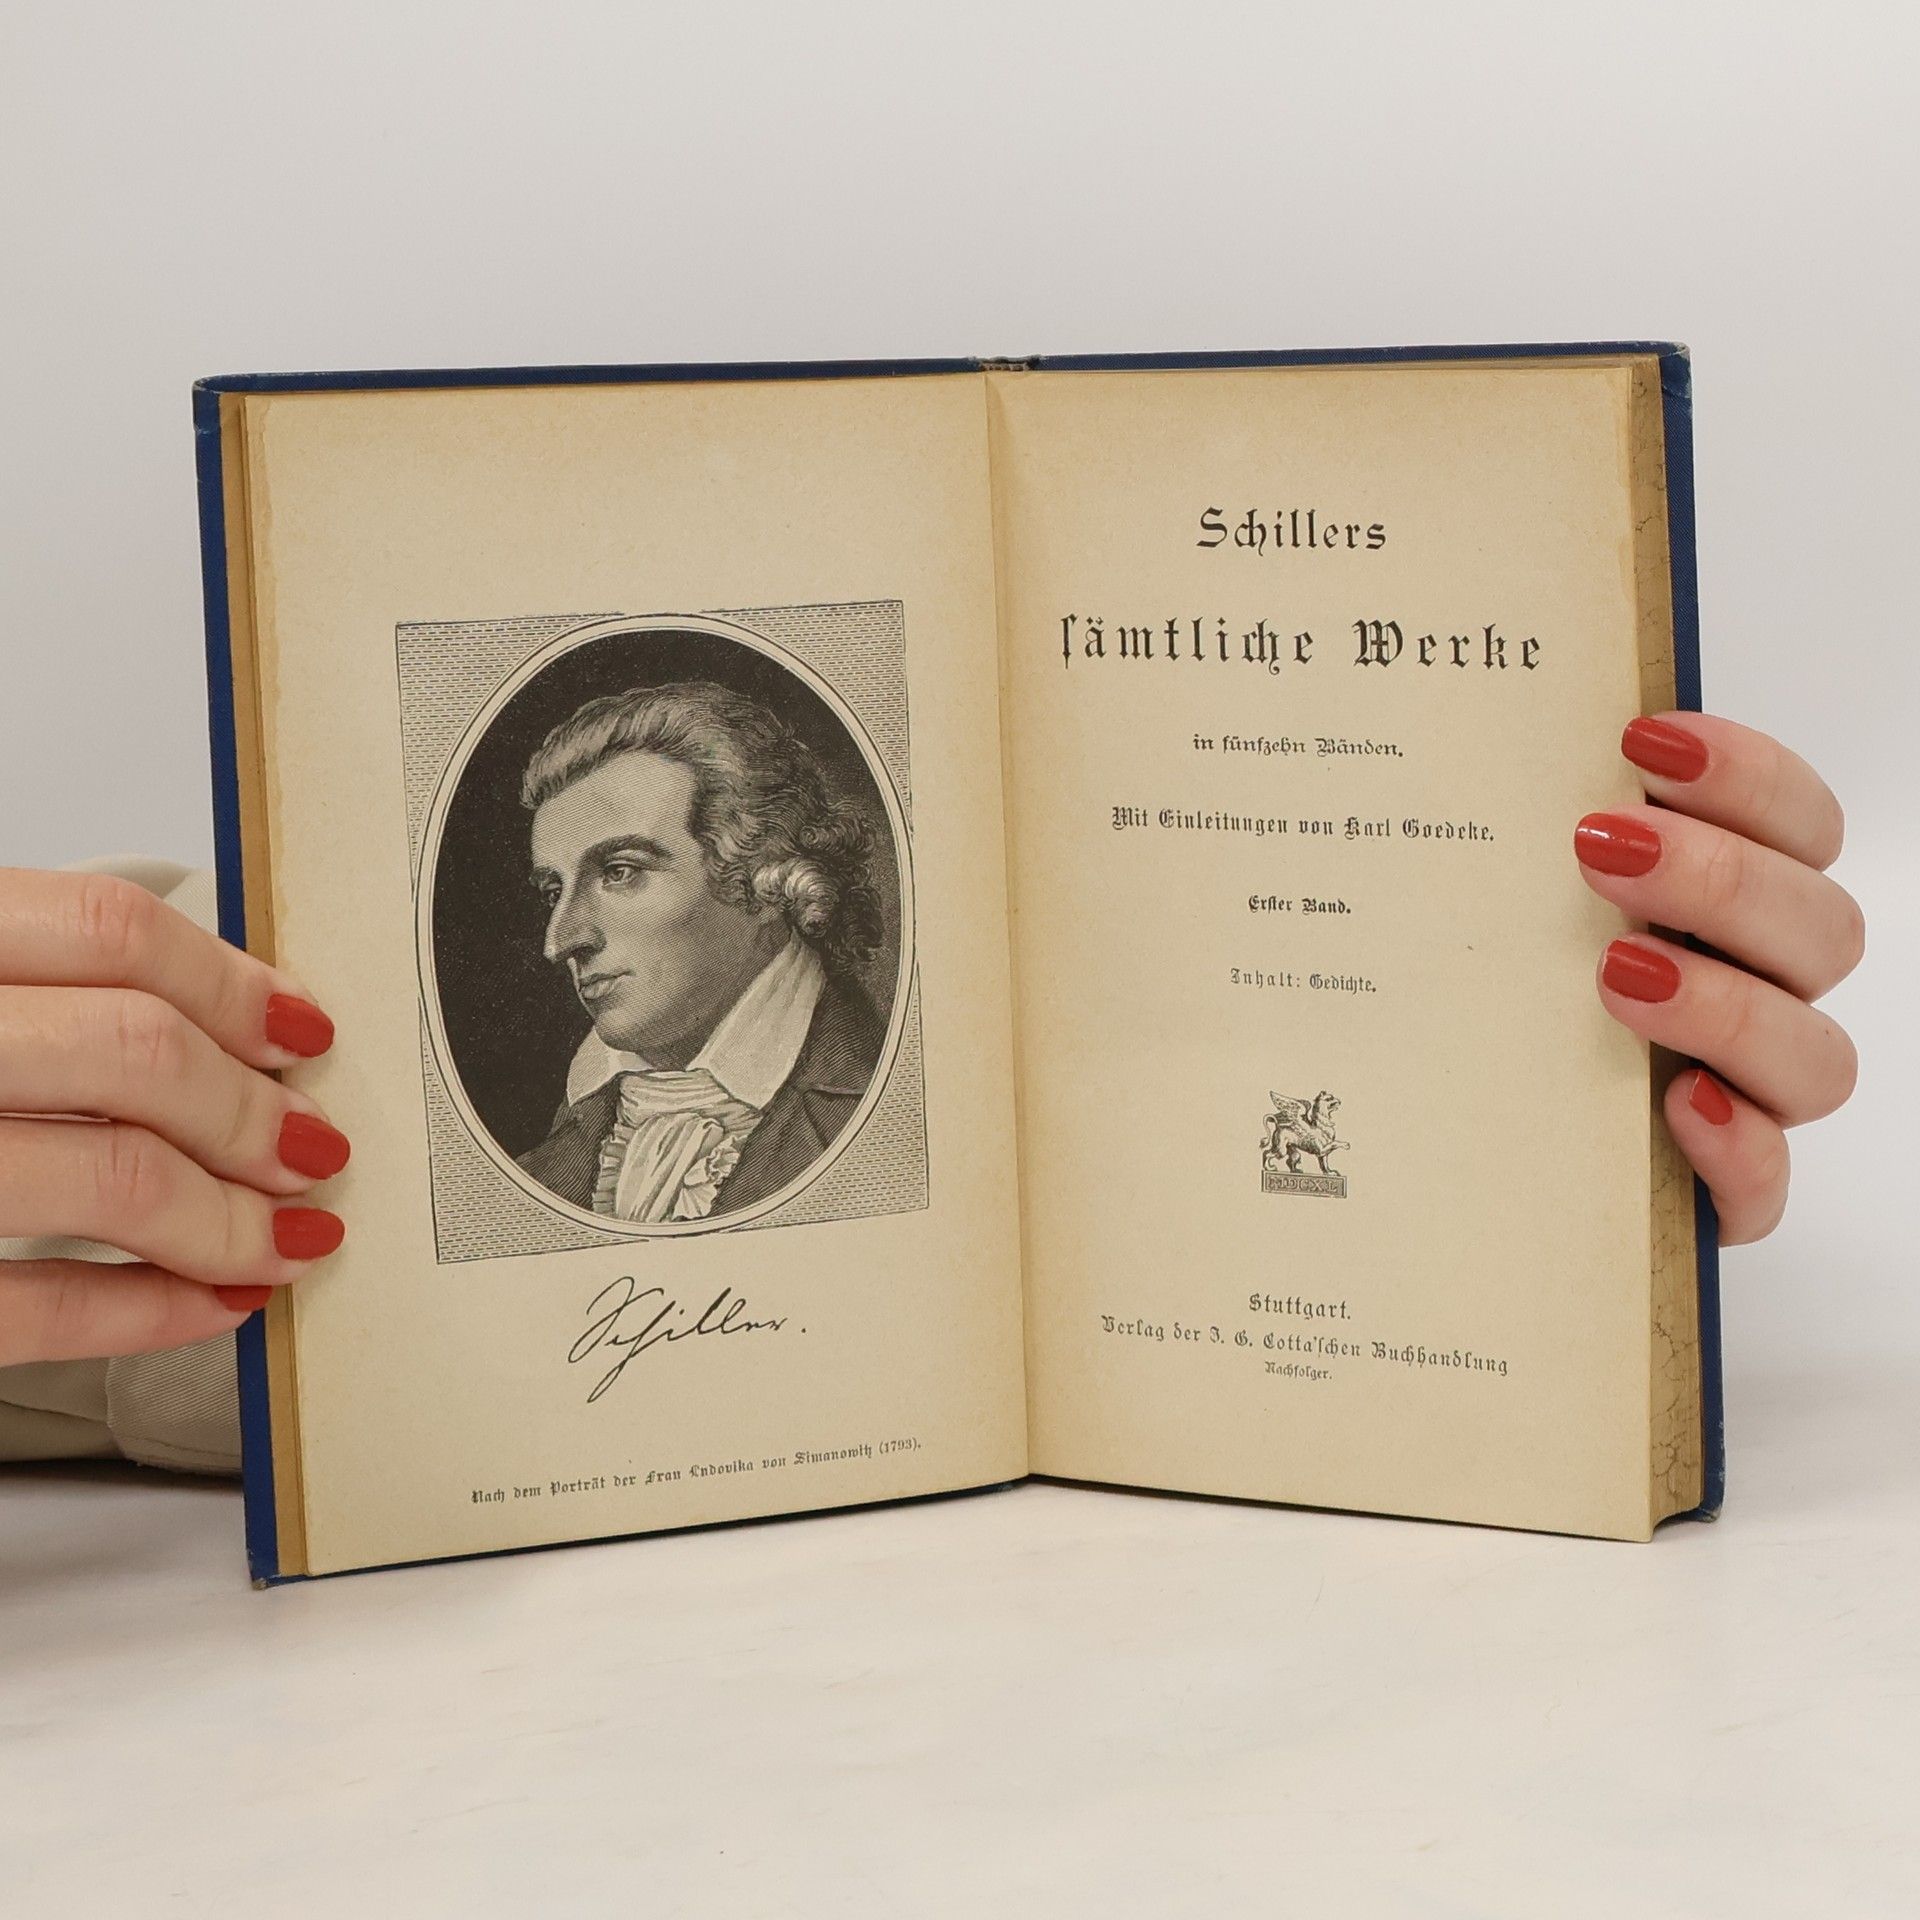 Schiller.
Nach dem Porträt der Frau Ludovika von Simanowitz (1793).
Schillers
ſämtliche Werke
in fünfzehn Bänden.
Mit Einleitungen von Karl Goedeke.
Erſter Band.
Inhalt: Gedichte.
MDCXL
Stuttgart.
Verlag der J. G. Cotta'ſchen Buchhandlung
Nachfolger.